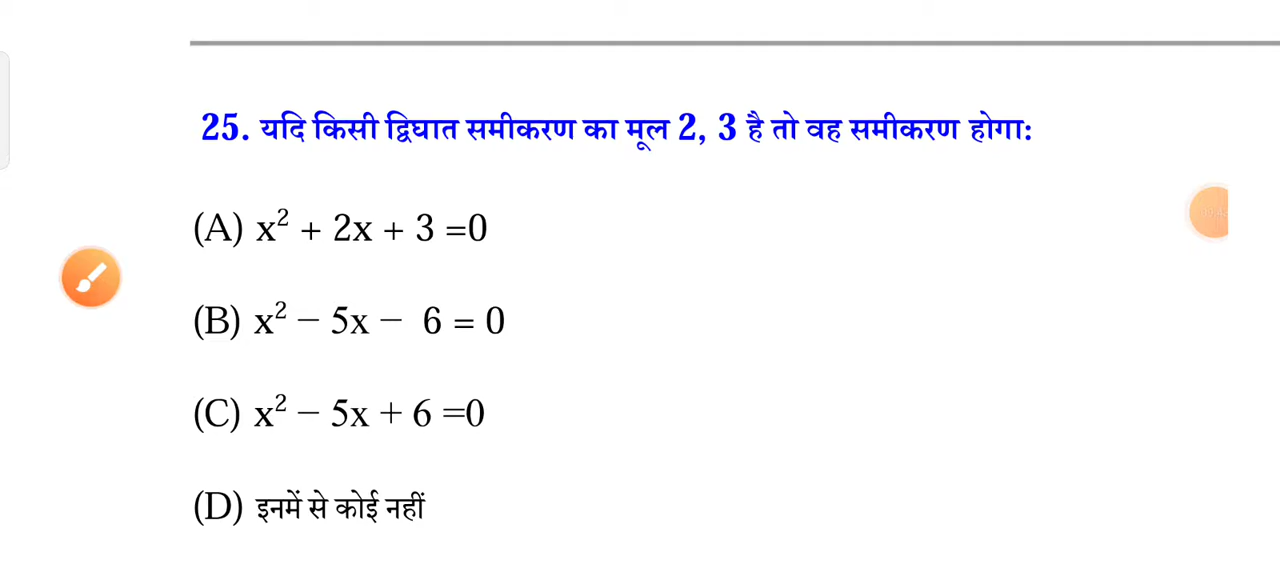 25. यदि किसी द्विघात समीकरण का मूल 2, 3 है तो वह समीकरण होगा:
(A) x² + 2x + 3 =0
(B) x² − 5x − 6 = 0
(C) x² − 5x + 6 =0
(D) इनमें से कोई नहीं